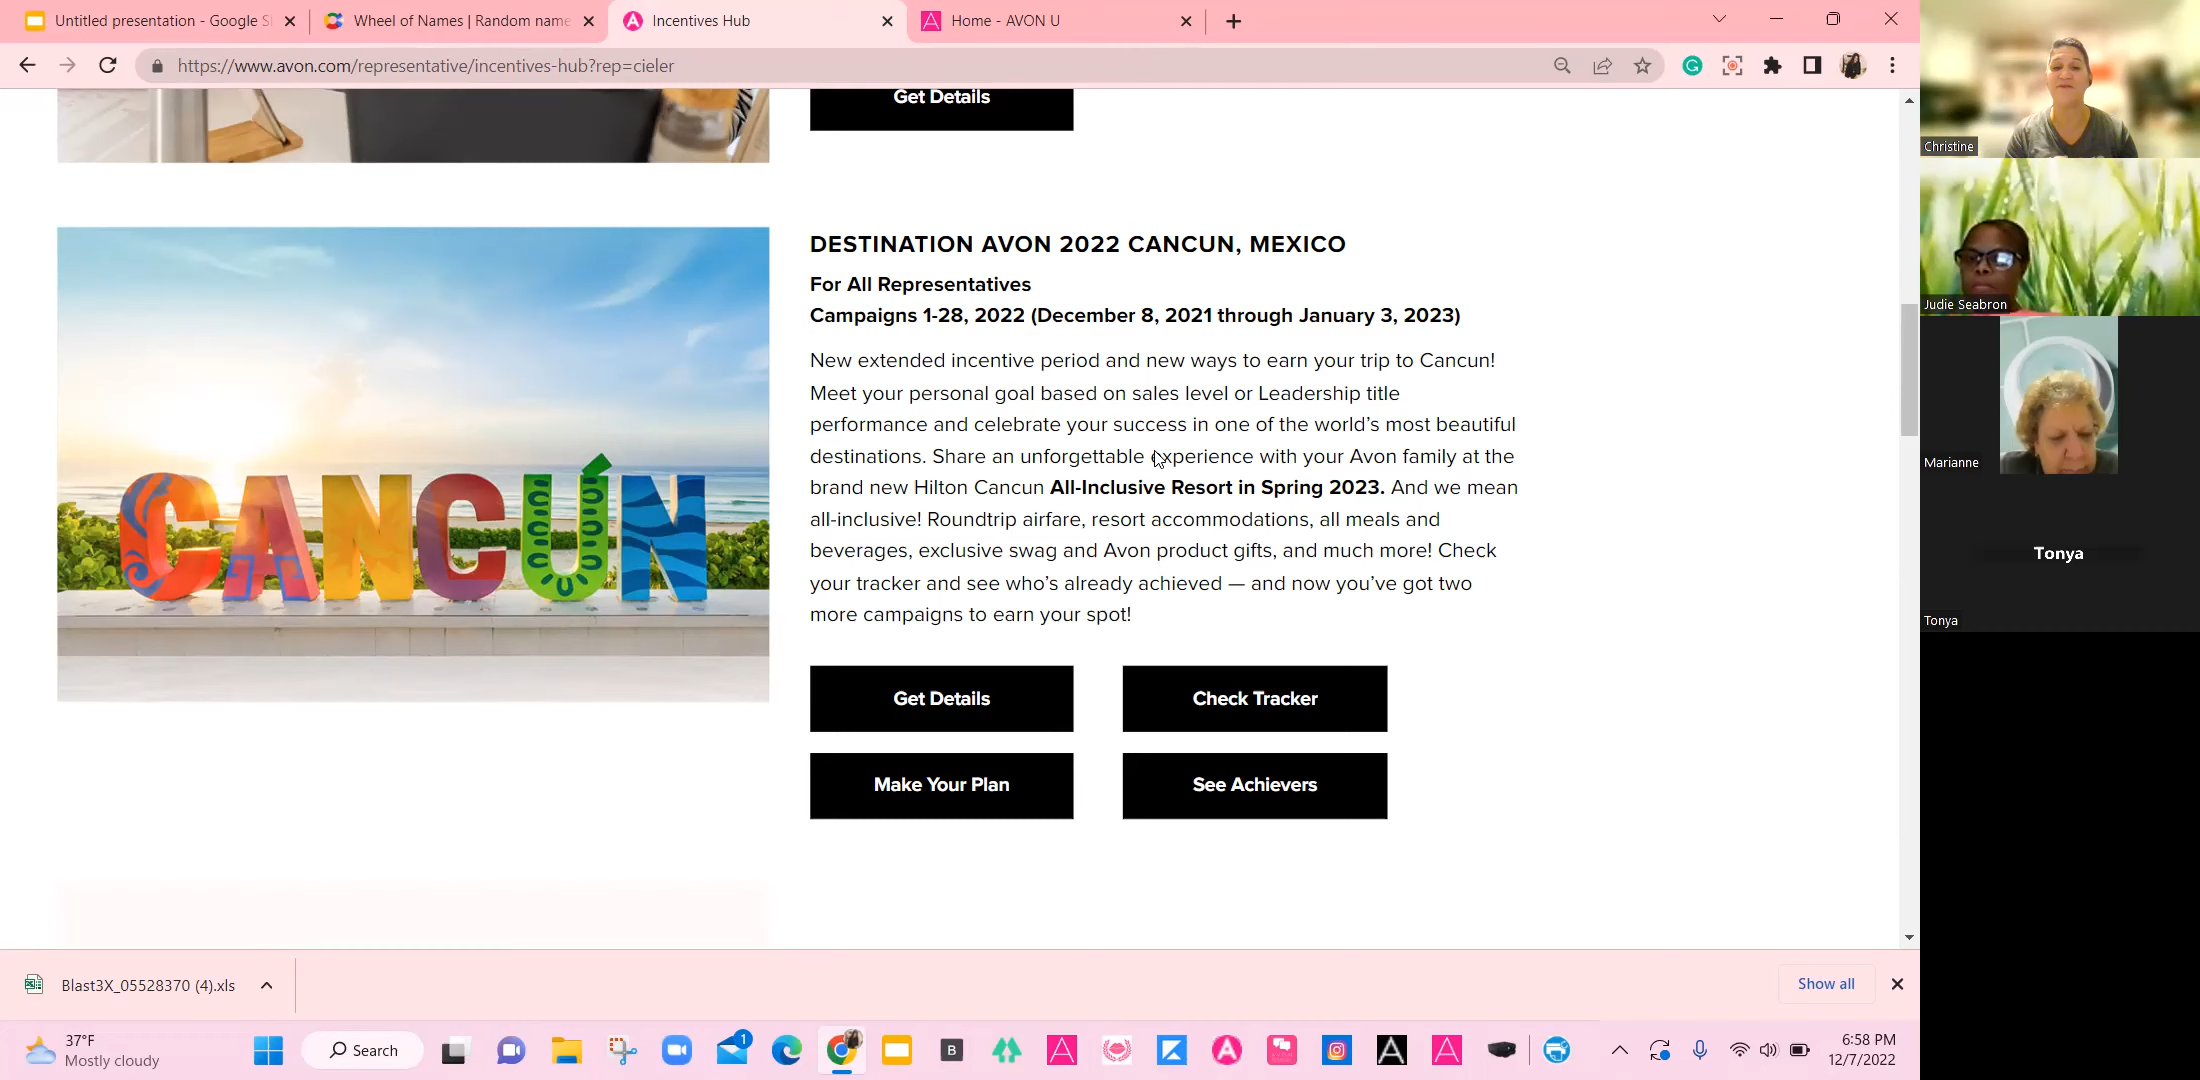 Untitled presentation - Google S
Wheel of Names | Random name
Incentives Hub
Home - AVON U
https://www.avon.com/representative/incentives-hub?rep=cieler
Get Details
DESTINATION AVON 2022 CANCUN, MEXICO
For All Representatives
Campaigns 1-28, 2022 (December 8, 2021 through January 3, 2023)
New extended incentive period and new ways to earn your trip to Cancun!
Meet your personal goal based on sales level or Leadership title
performance and celebrate your success in one of the world's most beautiful
destinations. Share an unforgettable experience with your Avon family at the
brand new Hilton Cancun All-Inclusive Resort in Spring 2023. And we mean
all-inclusive! Roundtrip airfare, resort accommodations, all meals and
beverages, exclusive swag and Avon product gifts, and much more! Check
your tracker and see who's already achieved — and now you've got two
more campaigns to earn your spot!
CANCÚN
Get Details
Check Tracker
Make Your Plan
See Achievers
Christine
Judie Seabron
Marianne
Tonya
Tonya
Blast3X_05528370 (4).xls
Show all
37°F
Mostly cloudy
Search
1
B
6:58 PM
12/7/2022